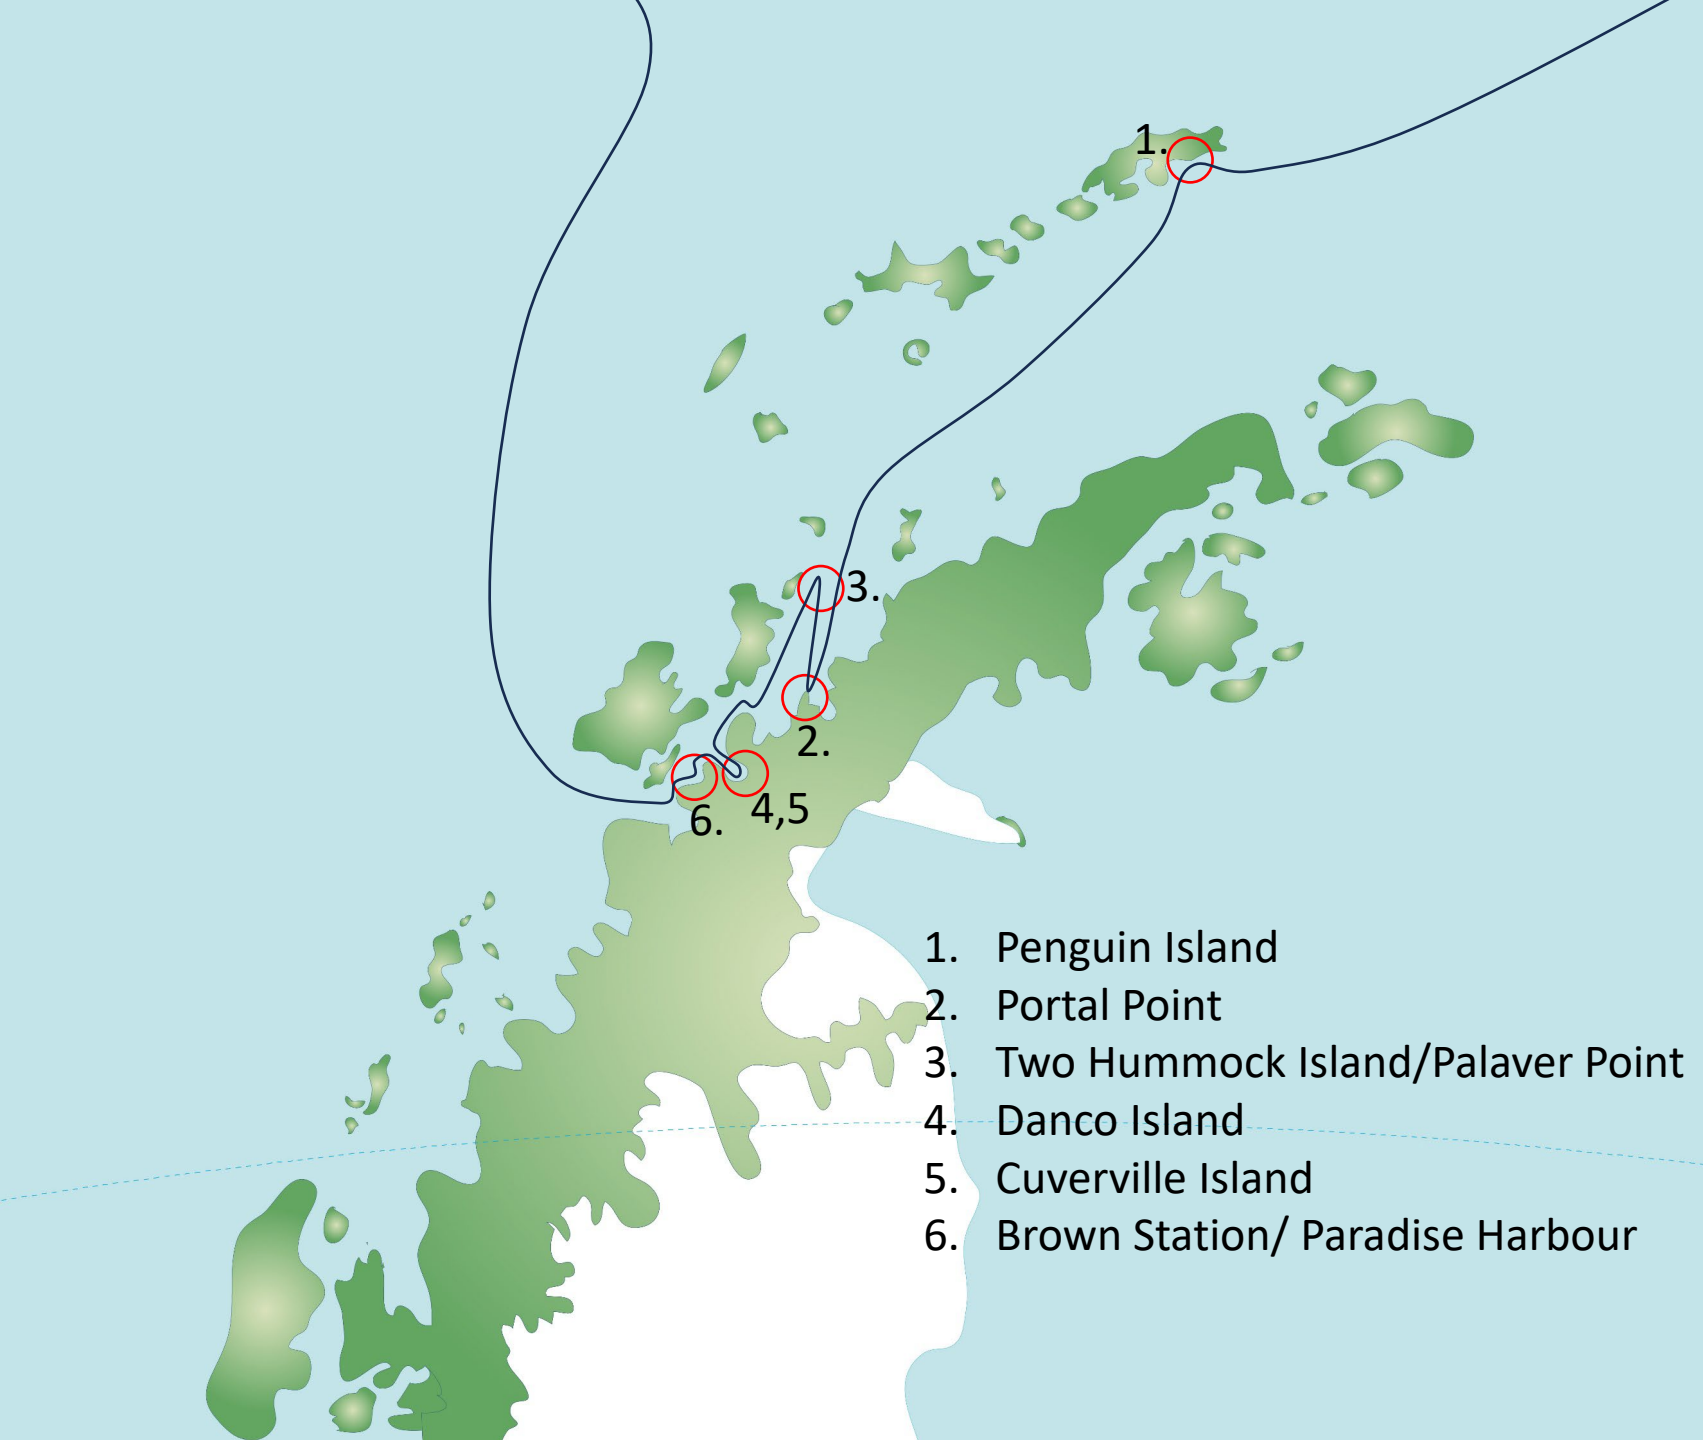 1.
3.
2.
4,5
6.
1. Penguin Island
2. Portal Point
3. Two Hummock Island/Palaver Point
4. Danco Island
5. Cuverville Island
6. Brown Station/ Paradise Harbour